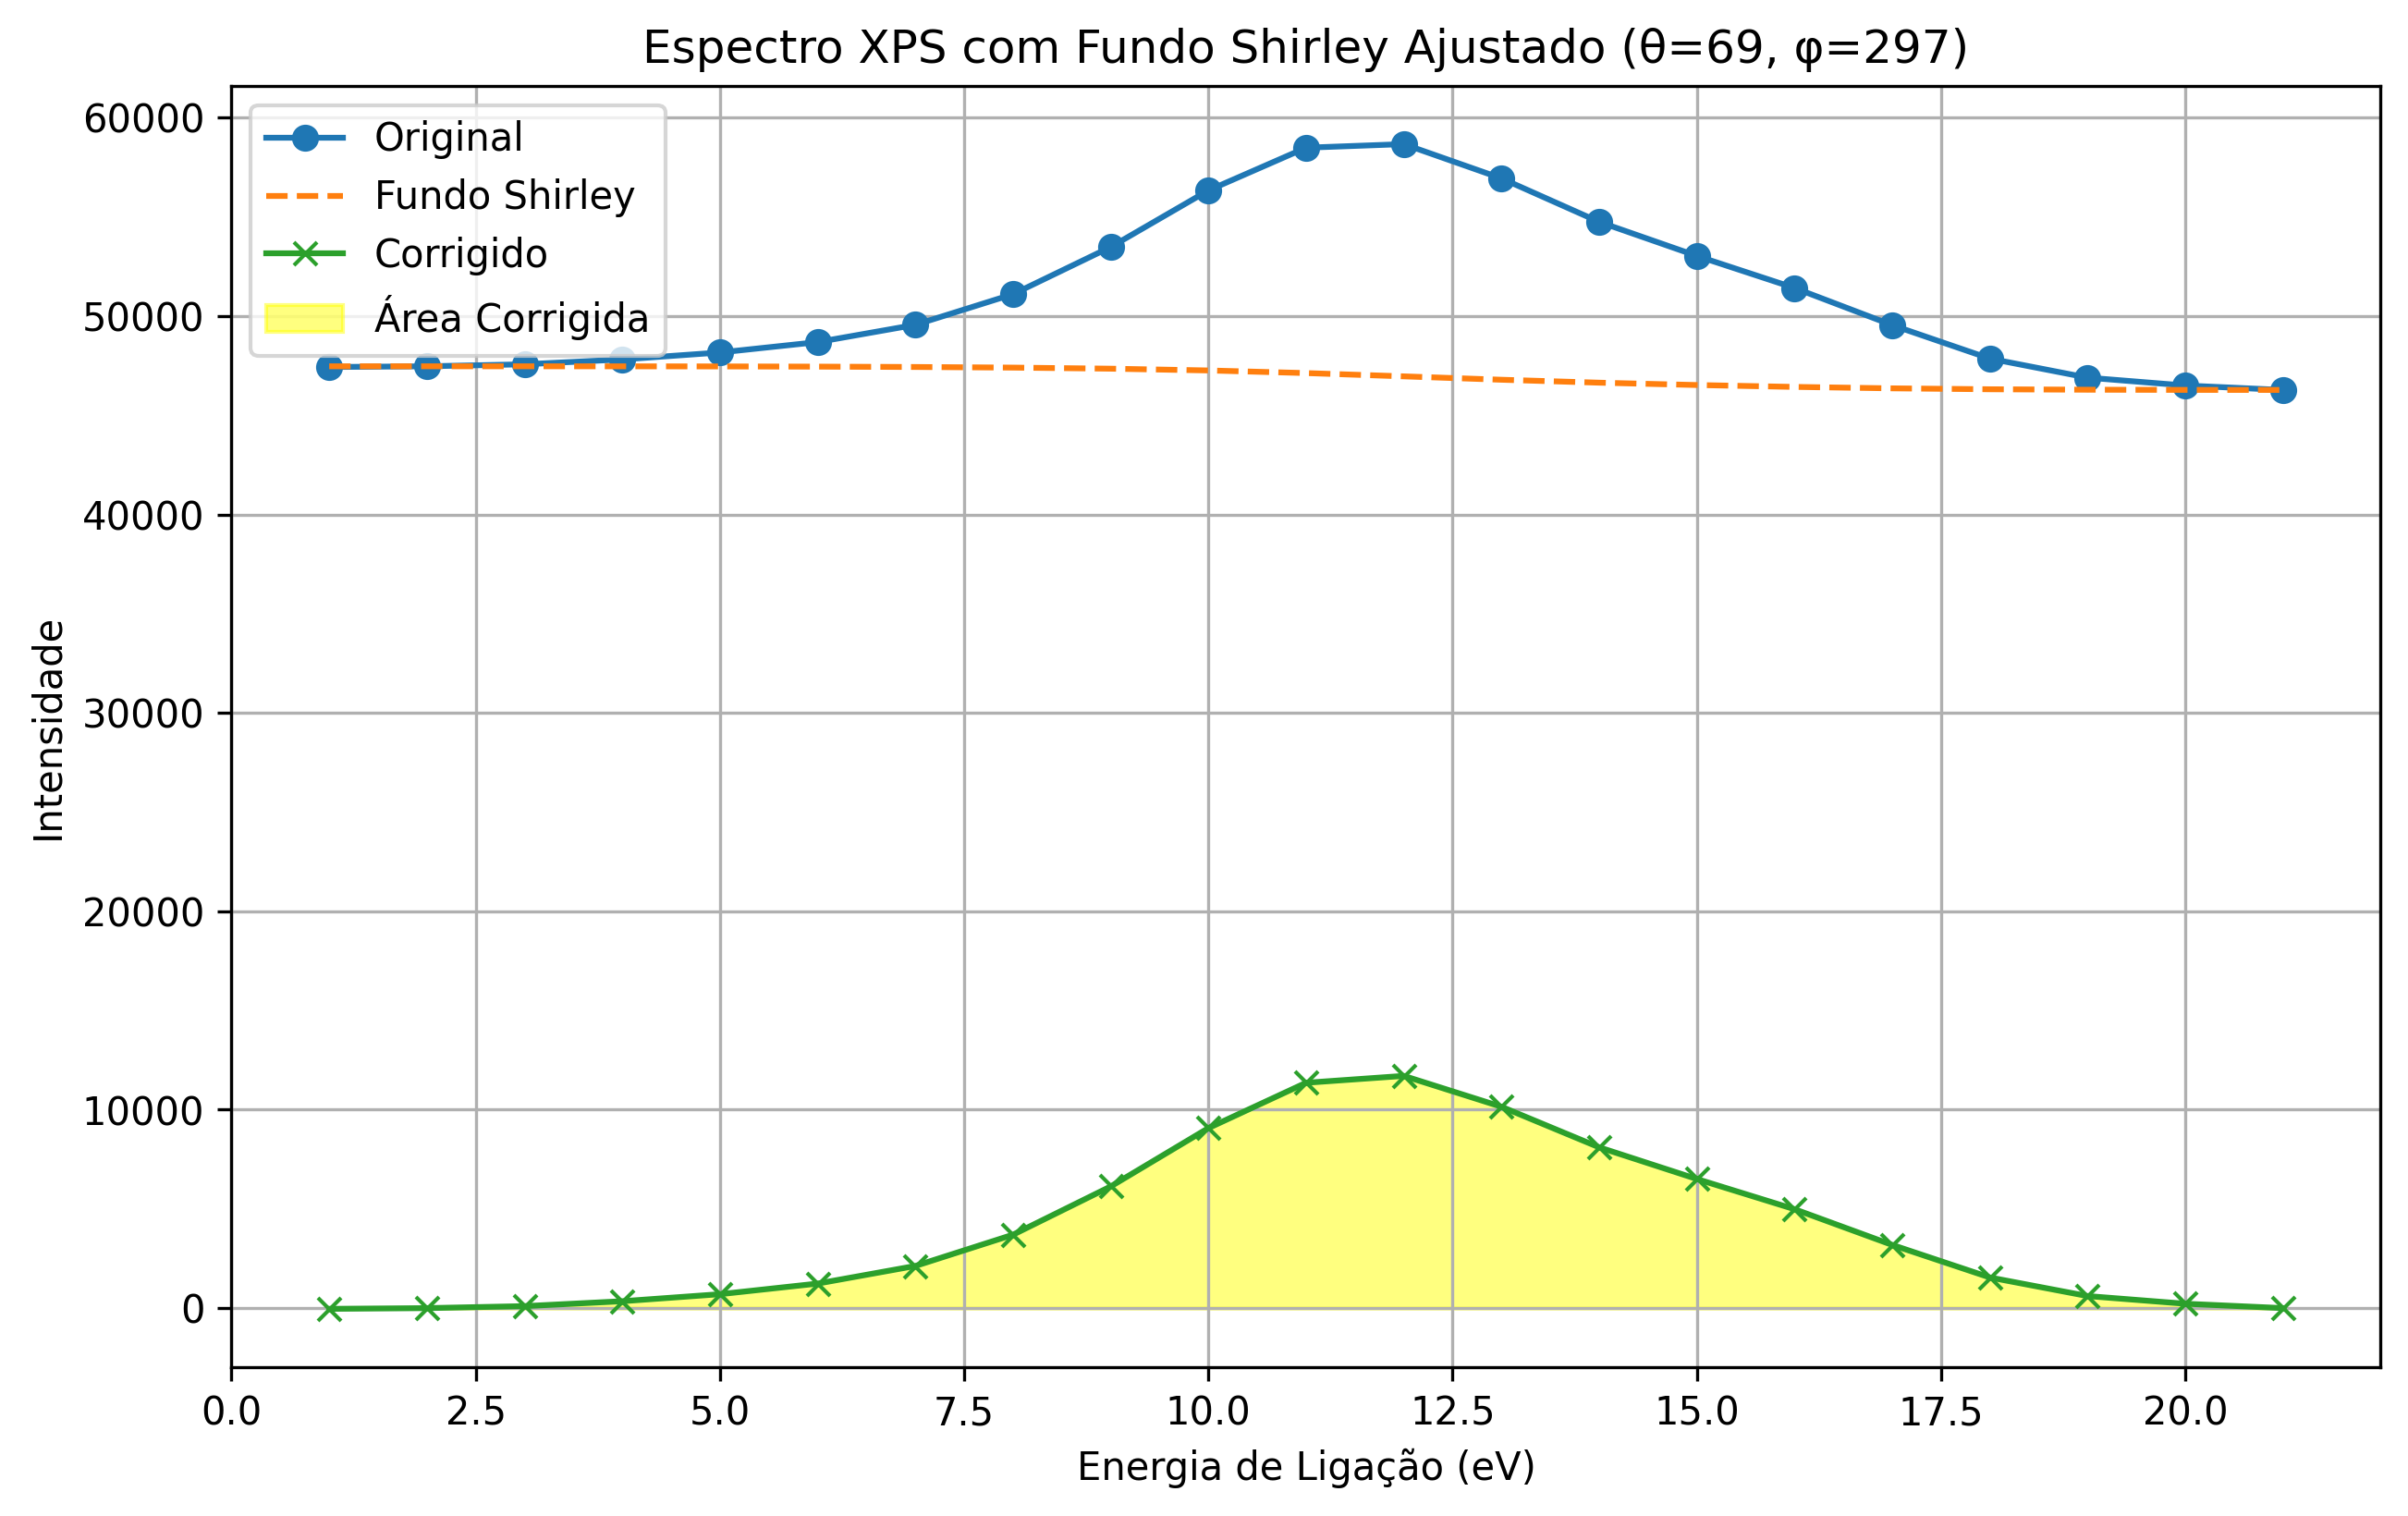 Espectro XPS com Fundo Shirley Ajustado (θ=69, φ=297)
60000
50000
40000
30000
20000
10000
0
Intensidade
Original
Fundo Shirley
Corrigido
Área Corrigida
0.0 2.5 5.0 7.5 10.0 12.5 15.0 17.5 20.0
Energia de Ligação (eV)